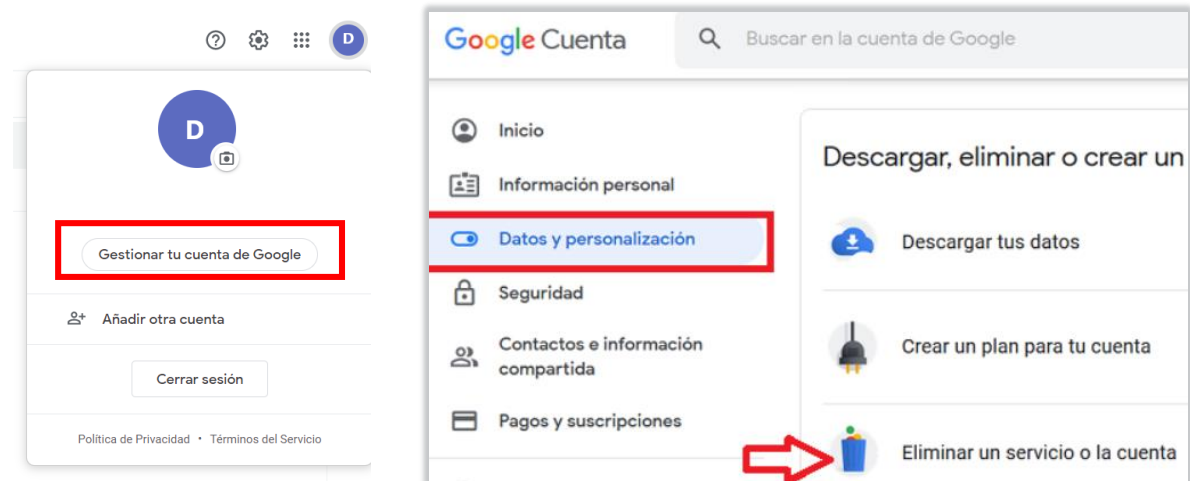 D
D
Gestionar tu cuenta de Google
Añadir otra cuenta
Cerrar sesión
Política de Privacidad • Términos del Servicio
Google Cuenta
Buscar en la cuenta de Google
Inicio
Información personal
Datos y personalización
Seguridad
Contactos e información
compartida
Pagos y suscripciones
Descargar, eliminar o crear un
Descargar tus datos
Crear un plan para tu cuenta
Eliminar un servicio o la cuenta